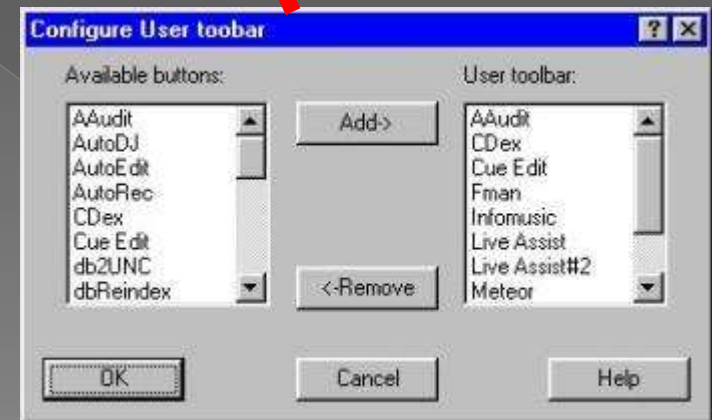 Configure User toobar
? ×
Available buttons:
AAudit
AutoDJ
AutoEdit
AutoRec
CDex
Cue Edit
db2UNC
dbReindex
Add->
<-Remove
User toolbar:
AAudit
CDex
Cue Edit
Fman
Infomusic
Live Assist
Live Assist#2
Meteor
OK
Cancel
Help